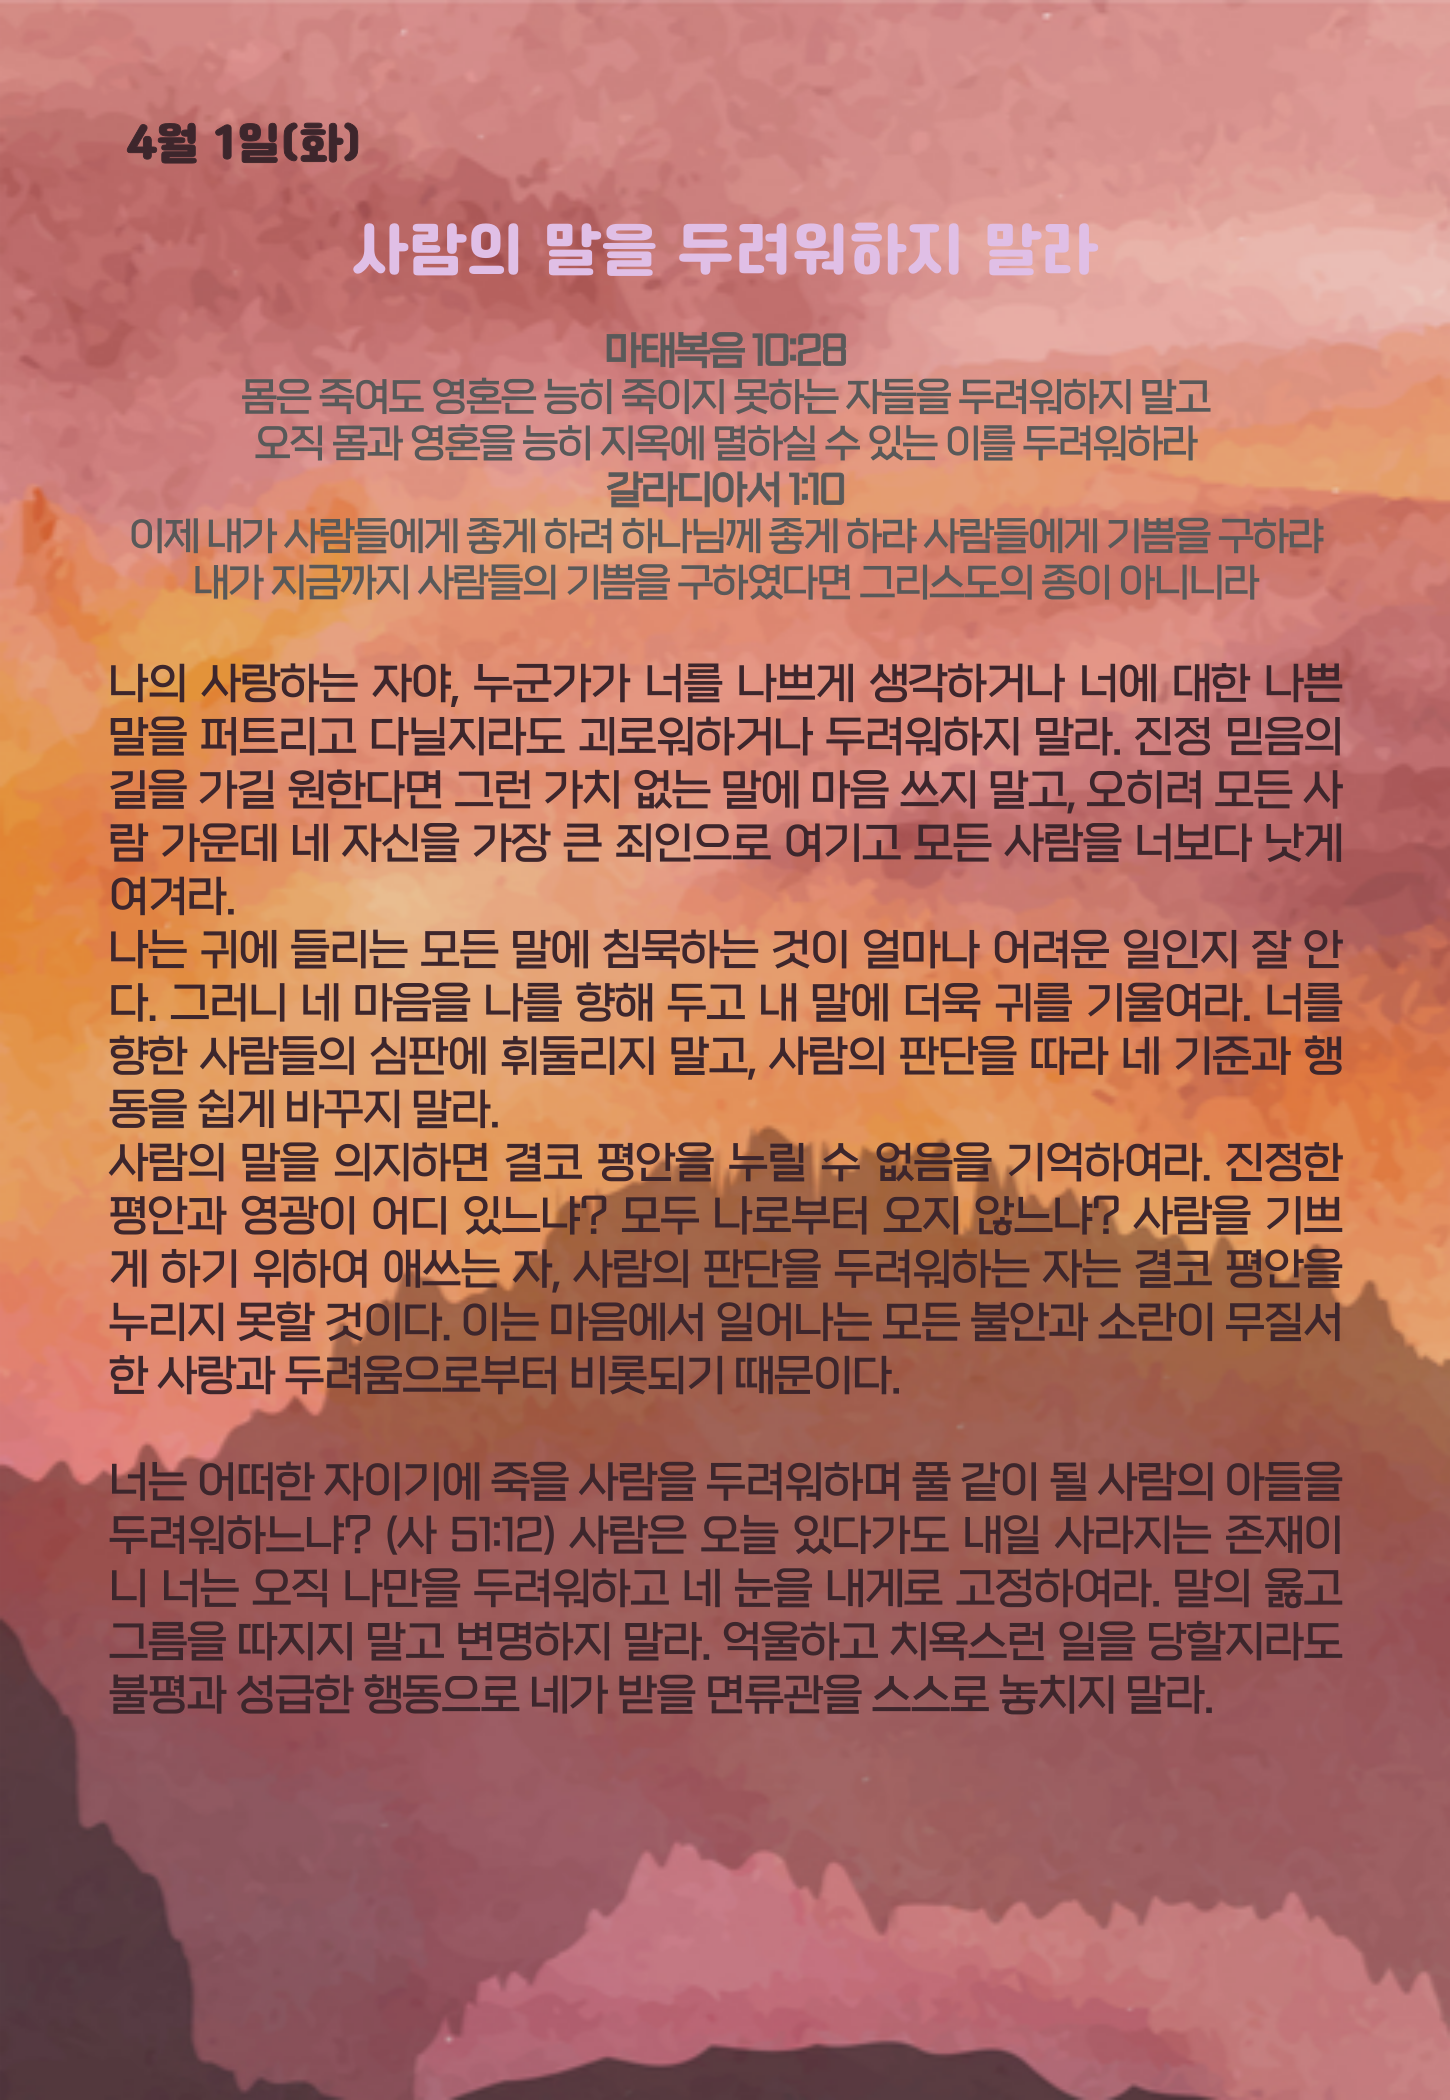 4월 1일(화)
사람의 말을 두려워하지 말라
마태복음 10:28
몸은 죽여도 영혼은 능히 죽이지 못하는 자들을 두려워하지 말고
오직 몸과 영혼을 능히 지옥에 멸하실 수 있는 이를 두려워하라
갈라디아서 1:10
이제 내가 사람들에게 좋게 하려 하나님께 좋게 하랴 사람들에게 기쁨을 구하랴
내가 지금까지 사람들의 기쁨을 구하였다면 그리스도의 종이 아니니라
나의 사랑하는 자야, 누군가가 너를 나쁘게 생각하거나 너에 대한 나쁜
말을 퍼트리고 다닐지라도 괴로워하거나 두려워하지 말라. 진정 믿음의
길을 가길 원한다면 그런 가치 없는 말에 마음 쓰지 말고, 오히려 모든 사
람 가운데 네 자신을 가장 큰 죄인으로 여기고 모든 사람을 너보다 낫게
여겨라.
나는 귀에 들리는 모든 말에 침묵하는 것이 얼마나 어려운 일인지 잘 안
다. 그러니 네 마음을 나를 향해 두고 내 말에 더욱 귀를 기울여라. 너를
향한 사람들의 심판에 휘둘리지 말고, 사람의 판단을 따라 네 기준과 행
동을 쉽게 바꾸지 말라.
사람의 말을 의지하면 결코 평안을 누릴 수 없음을 기억하여라. 진정한
평안과 영광이 어디 있느냐? 모두 나로부터 오지 않느냐? 사람을 기쁘
게 하기 위하여 애쓰는 자, 사람의 판단을 두려워하는 자는 결코 평안을
누리지 못할 것이다. 이는 마음에서 일어나는 모든 불안과 소란이 무질서
한 사랑과 두려움으로부터 비롯되기 때문이다.
너는 어떠한 자이기에 죽을 사람을 두려워하며 풀 같이 될 사람의 아들을
두려워하느냐? (사 51:12) 사람은 오늘 있다가도 내일 사라지는 존재이
니 너는 오직 나만을 두려워하고 네 눈을 내게로 고정하여라. 말의 옳고
그름을 따지지 말고 변명하지 말라. 억울하고 치욕스런 일을 당할지라도
불평과 성급한 행동으로 네가 받을 면류관을 스스로 놓치지 말라.